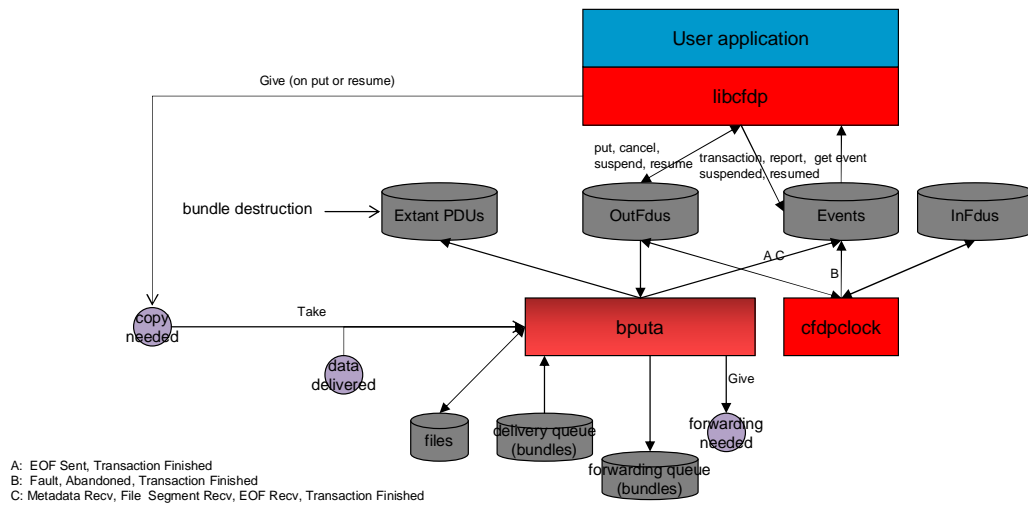 User application
libcfdp
Give (on put or resume)
put, cancel,
suspend, resume
transaction, report,
suspended, resumed
get event
bundle destruction
Extant PDUs
OutFdus
Events
InFdus
A,C
B
copy
needed
Take
data
delivered
bputa
cfdpclock
Give
files
delivery queue
(bundles)
forwarding
needed
forwarding queue
(bundles)
A: EOF Sent, Transaction Finished
B: Fault, Abandoned, Transaction Finished
C: Metadata Recv, File Segment Recv, EOF Recv, Transaction Finished